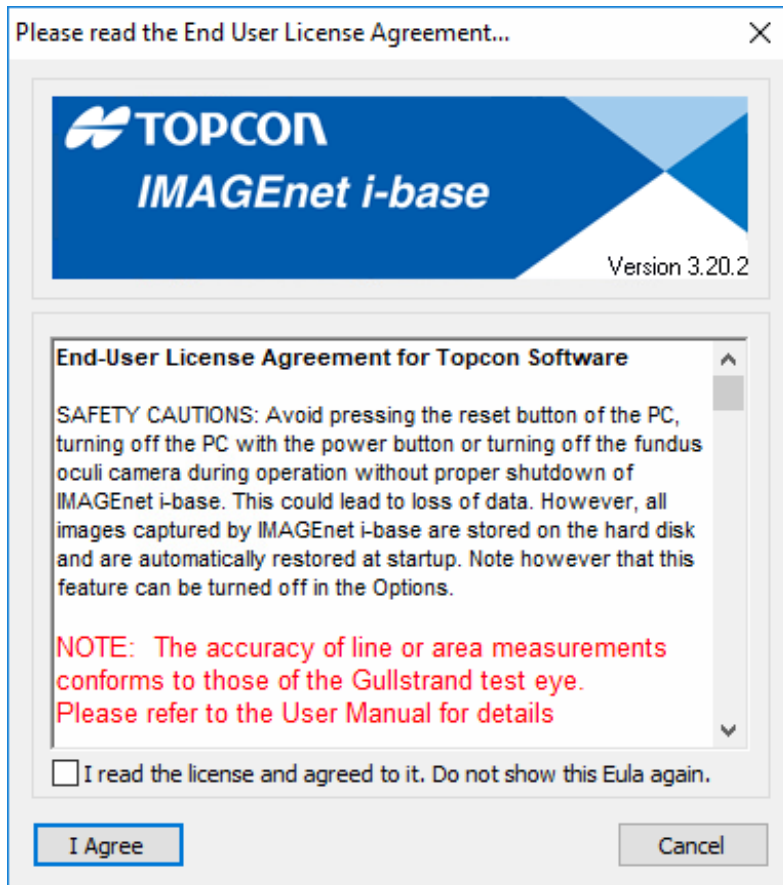 Please read the End User License Agreement...
TOPCON
IMAGEnet i-base
Version 3.20.2
End-User License Agreement for Topcon Software
SAFETY CAUTIONS: Avoid pressing the reset button of the PC,
turning off the PC with the power button or turning off the fundus
oculi camera during operation without proper shutdown of
IMAGEnet i-base. This could lead to loss of data. However, all
images captured by IMAGEnet i-base are stored on the hard disk
and are automatically restored at startup. Note however that this
feature can be turned off in the Options.
NOTE: The accuracy of line or area measurements
conforms to those of the Gullstrand test eye.
Please refer to the User Manual for details
I read the license and agreed to it. Do not show this Eula again.
I Agree
Cancel